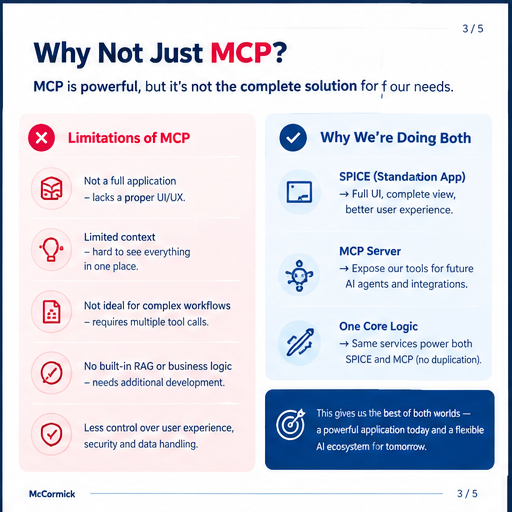 3 / 5
Why Not Just MCP?
MCP is powerful, but it's not the complete solution for f our needs.
Limitations of MCP
Not a full application
– lacks a proper UI/UX.
Limited context
– hard to see everything
in one place.
Not ideal for complex workflows
– requires multiple tool calls.
No built-in RAG or business logic
– needs additional development.
Less control over user experience,
security and data handling.
Why We're Doing Both
SPICE (Standation App)
→ Full UI, complete view,
better user experience.
MCP Server
→ Expose our tools for future
AI agents and integrations.
One Core Logic
→ Same services power both
SPICE and MCP (no duplication).
This gives us the best of both worlds —
a powerful application today and a flexible
AI ecosystem for tomorrow.
McCormick
3 / 5